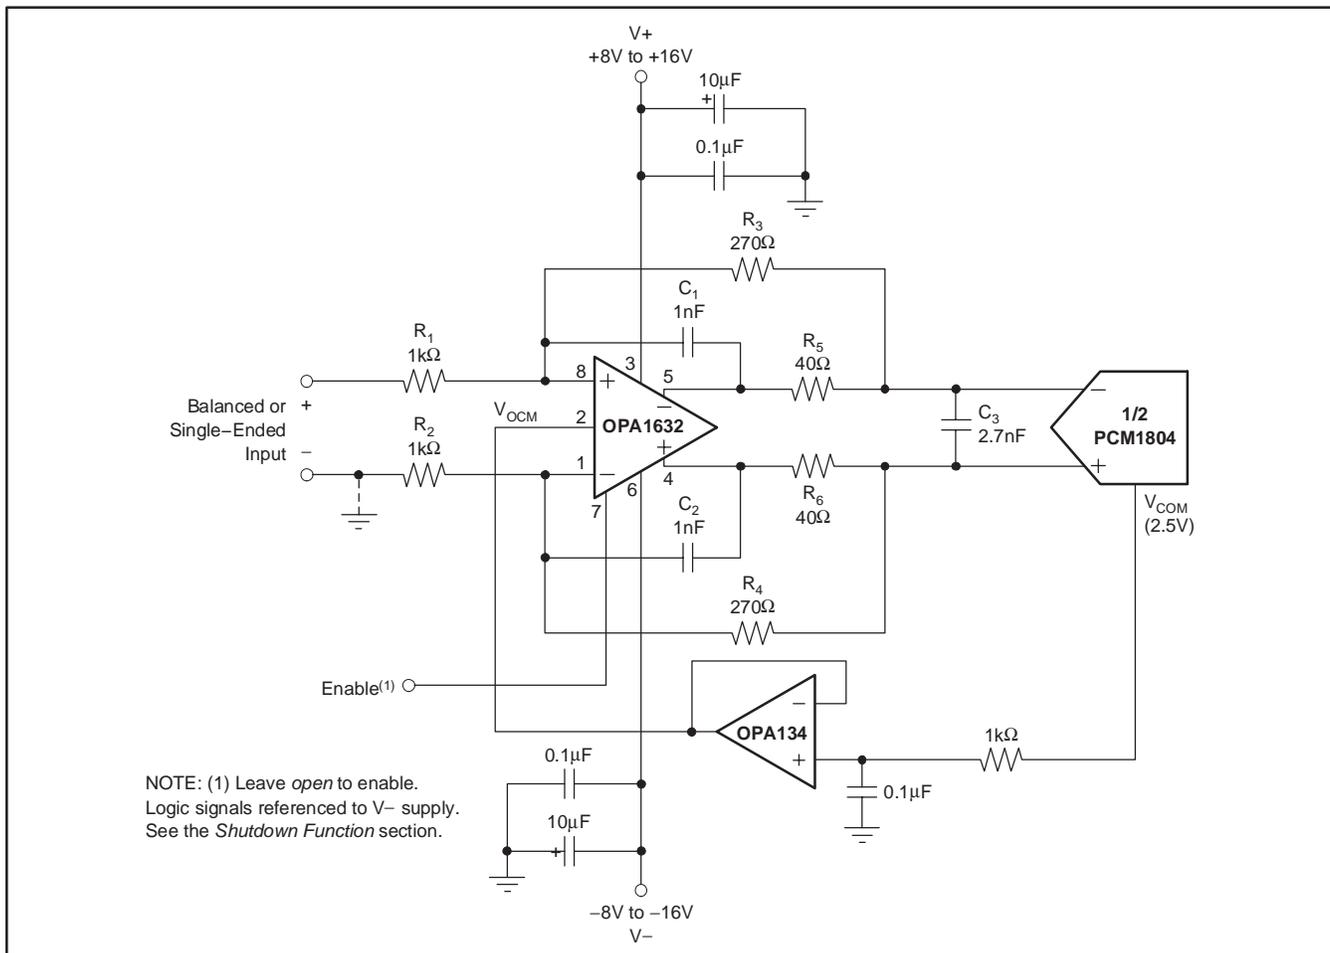 V+
+8V to +16V
10μF
+
0.1μF
R3
270Ω
C1
1nF
R1
1kΩ
R5
40Ω
3
5
8
+
−
Balanced or
Single−Ended
Input
+
−
VOCM
2
OPA1632
R2
1kΩ
1
−
+
4
6
7
C3
2.7nF
−
1/2
PCM1804
+
R6
40Ω
VCOM
(2.5V)
C2
1nF
R4
270Ω
Enable(1)
−
OPA134
+
1kΩ
0.1μF
0.1μF
10μF
+
NOTE: (1) Leave open to enable.
Logic signals referenced to V− supply.
See the Shutdown Function section.
−8V to −16V
V−